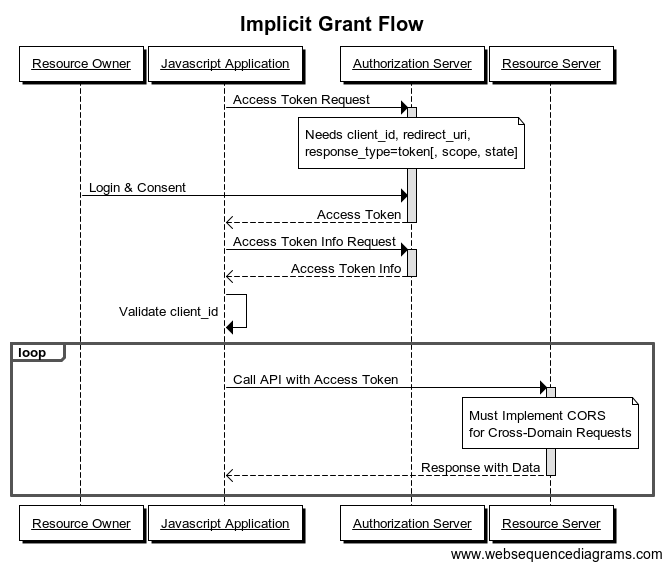 Implicit Grant Flow
Resource Owner
Javascript Application
Authorization Server
Resource Server
Access Token Request
Needs client_id, redirect_uri,
response_type=token[, scope, state]
Login & Consent
Access Token
Access Token Info Request
Access Token Info
Validate client_id
loop
Call API with Access Token
Must Implement CORS
for Cross-Domain Requests
Response with Data
Resource Owner
Javascript Application
Authorization Server
Resource Server
www.websequencediagrams.com